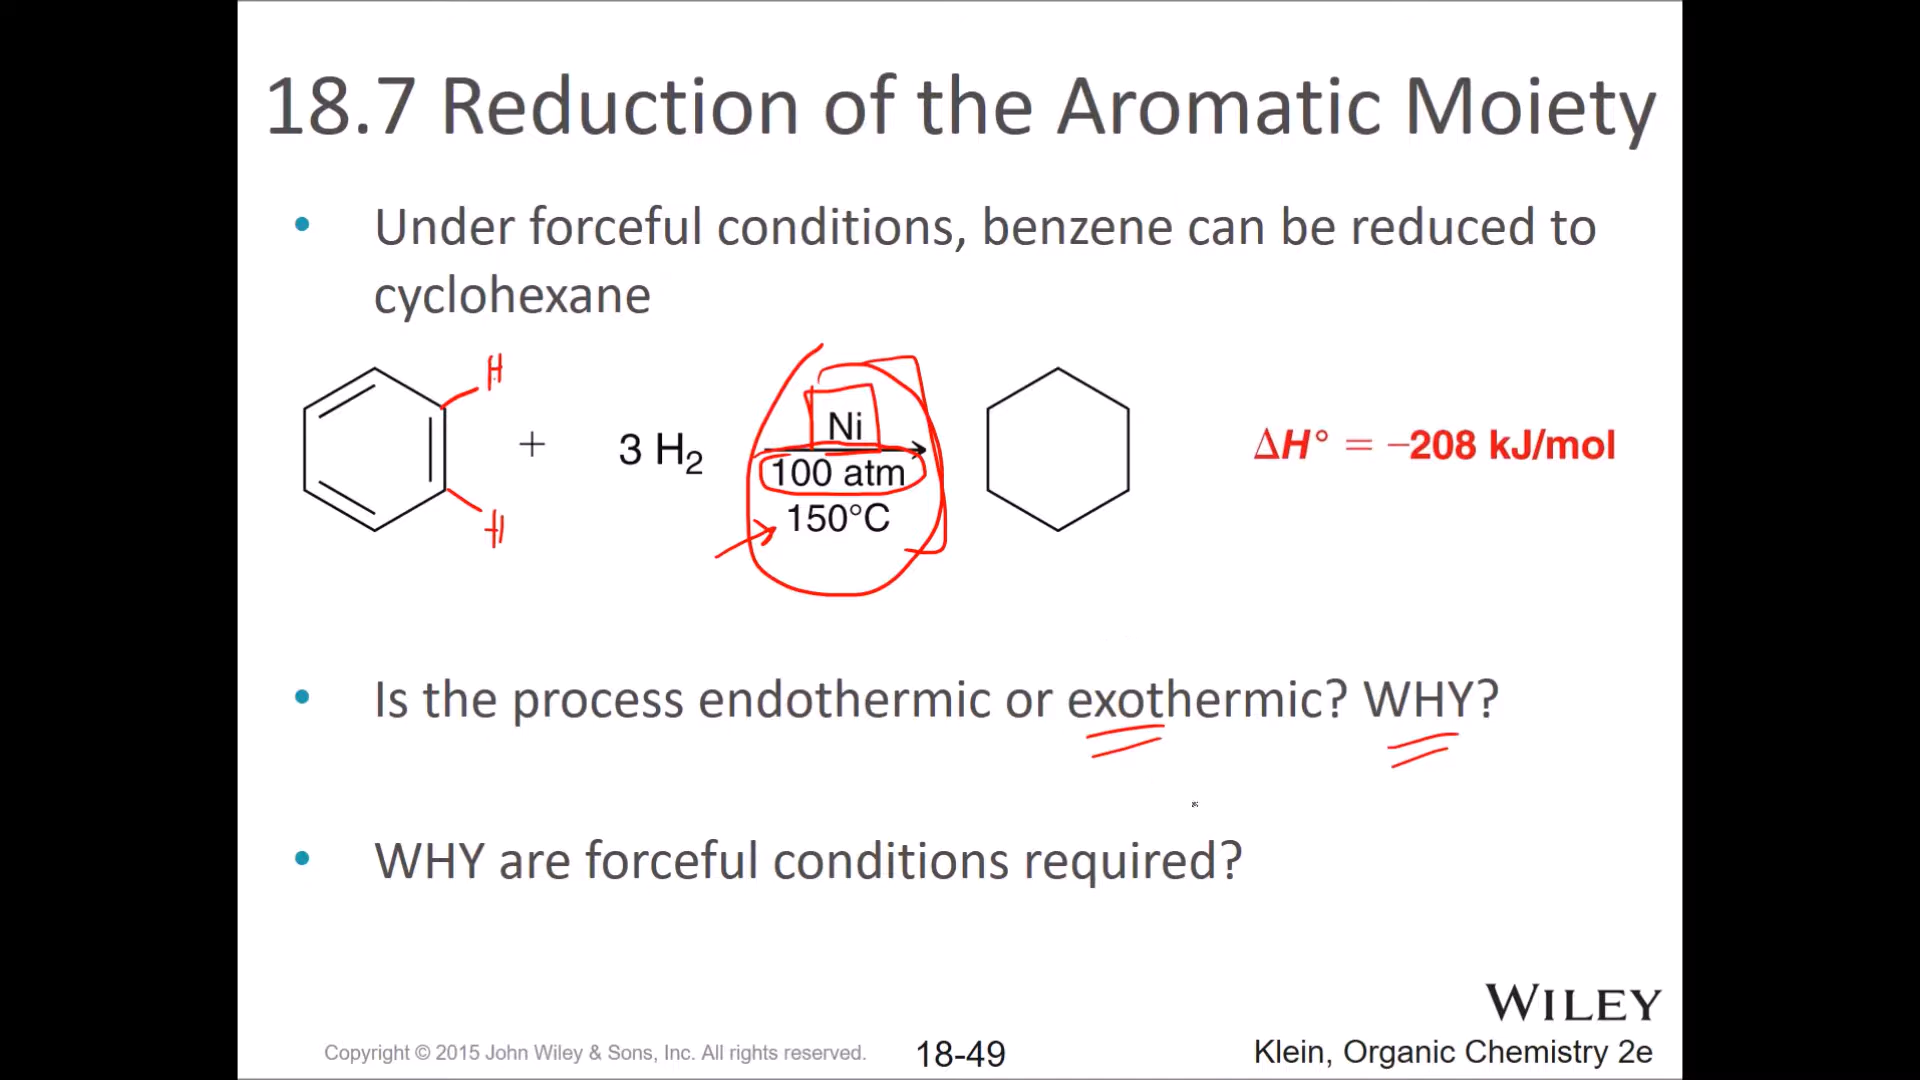 18.7 Reduction of the Aromatic Moiety
• Under forceful conditions, benzene can be reduced to
cyclohexane
H
+ 3 H₂ Ni ΔH° = −208 kJ/mol
100 atm
150°C
H
• Is the process endothermic or exothermic? WHY?
• WHY are forceful conditions required?
WILEY
Copyright © 2015 John Wiley & Sons, Inc. All rights reserved. 18-49 Klein, Organic Chemistry 2e